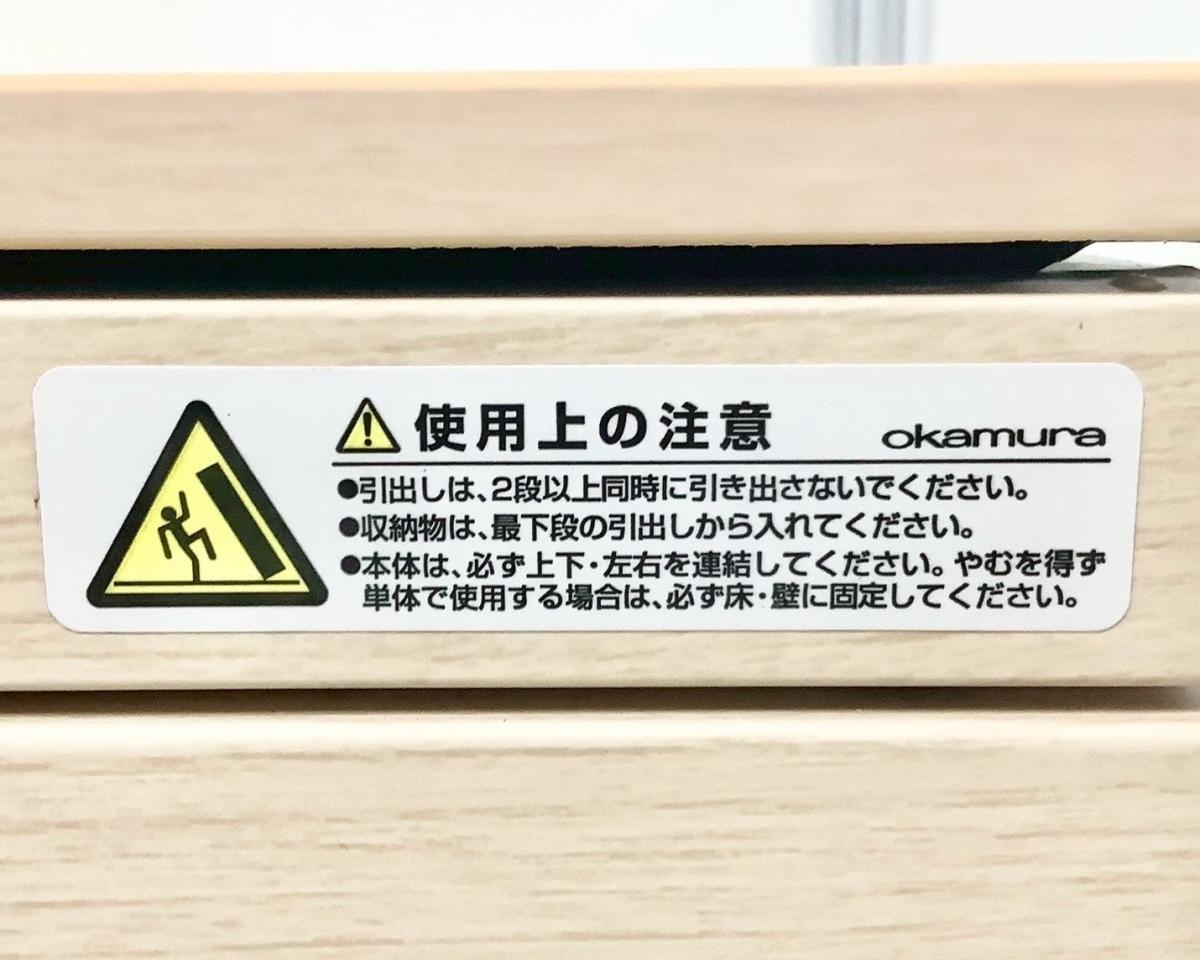 使用上の注意
okamura
●引出しは、2段以上同時に引き出さないでください。
●収納物は、最下段の引出しから入れてください。
●本体は、必ず上下・左右を連結してください。やむを得ず
単体で使用する場合は、必ず床・壁に固定してください。